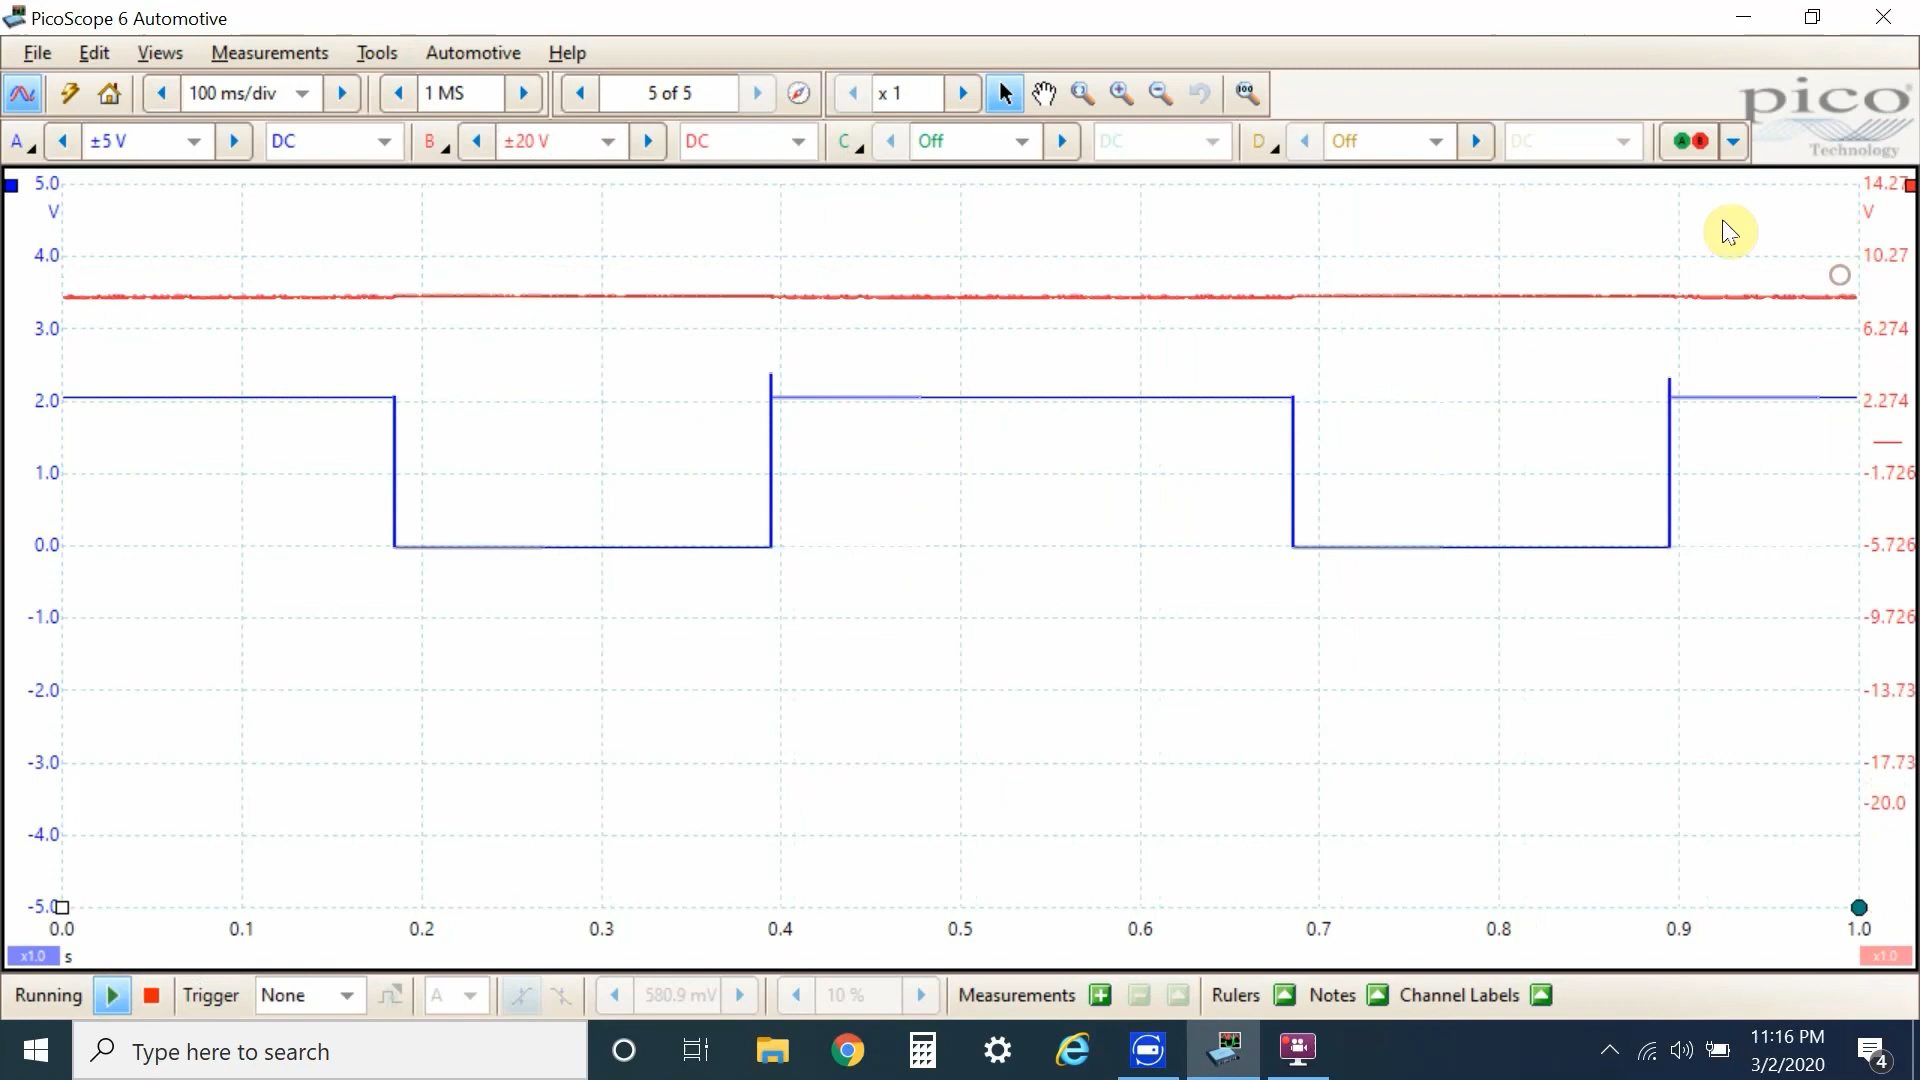 PicoScope 6 Automotive
File Edit Views Measurements Tools Automotive Help
100 ms/div 1 MS 5 of 5 x 1
pico
Technology
A ±5 V DC B ±20 V DC C Off DC D Off DC
5.0 14.27
V V
4.0 10.27
3.0 6.274
2.0 2.274
1.0 -1.726
0.0 -5.726
-1.0 -9.726
-2.0 -13.73
-3.0 -17.73
-20.0
-4.0
-5.0
0.0 0.1 0.2 0.3 0.4 0.5 0.6 0.7 0.8 0.9 1.0
x1.0 s x1.0
Running Trigger None A 580.9 mV 10 % Measurements Rulers Notes Channel Labels
Type here to search
11:16 PM
3/2/2020
4